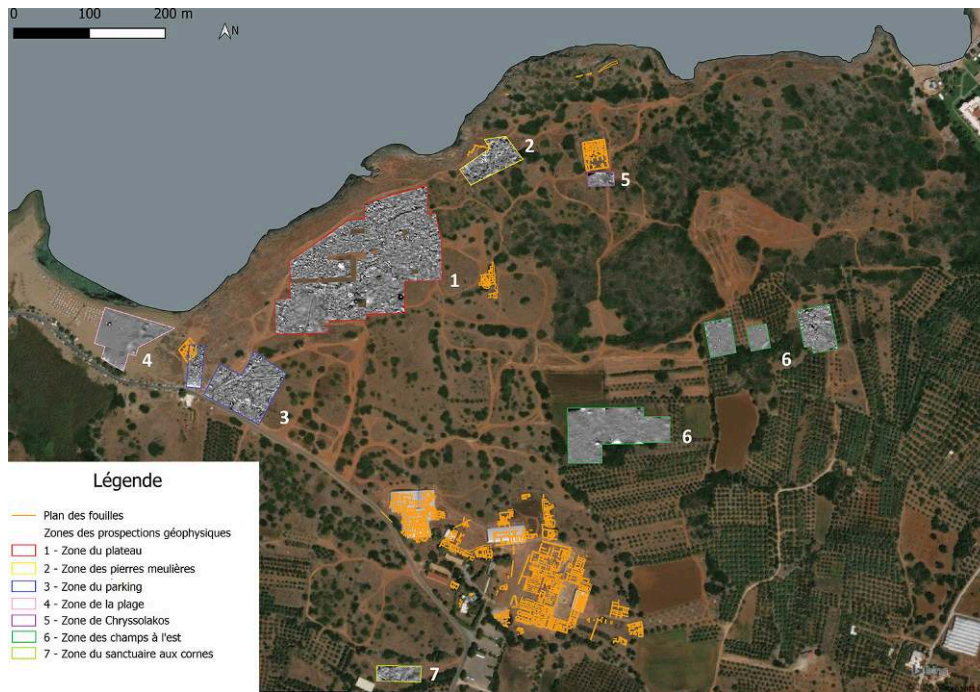 0 100 200 m
N
2
5
1
4
3
6
6
7
Légende
Plan des fouilles
Zones des prospections géophysiques
1 - Zone du plateau
2 - Zone des pierres meulières
3 - Zone du parking
4 - Zone de la plage
5 - Zone de Chryssolakos
6 - Zone des champs à l'est
7 - Zone du sanctuaire aux cornes